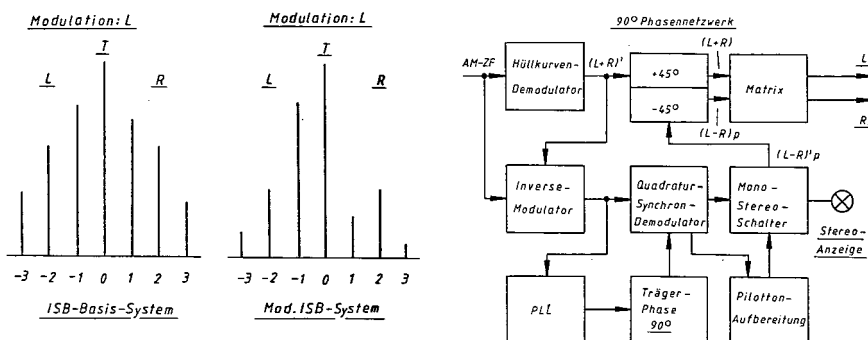 Modulation: L
T
L
R
-3 -2 -1 0 1 2 3
ISB-Basis-System
Modulation: L
T
L
R
-3 -2 -1 0 1 2 3
Mod. ISB-System
90° Phasennetzwerk
AM-ZF
Hüllkurven-
Demodulator
(L+R)'
+45°
-45°
(L+R)
(L-R)p
Matrix
L
R
(L-R)'p
Inverse-
Modulator
Quadratur-
Synchron-
Demodulator
Mono-
Stereo-
Schalter
Stereo-
Anzeige
PLL
Träger-
Phase
90°
Pilotton-
Aufbereitung